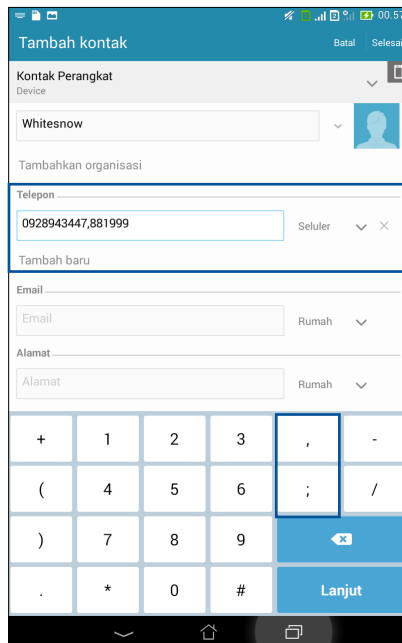 00.57
Tambah kontak Batal Selesai
Kontak Perangkat
Device
Whitesnow
Tambahkan organisasi
Telepon
0928943447,881999 Seluler
Tambah baru
Email
Email Rumah
Alamat
Alamat Rumah
+ 1 2 3 , -
( 4 5 6 ; /
) 7 8 9
. * 0 # Lanjut